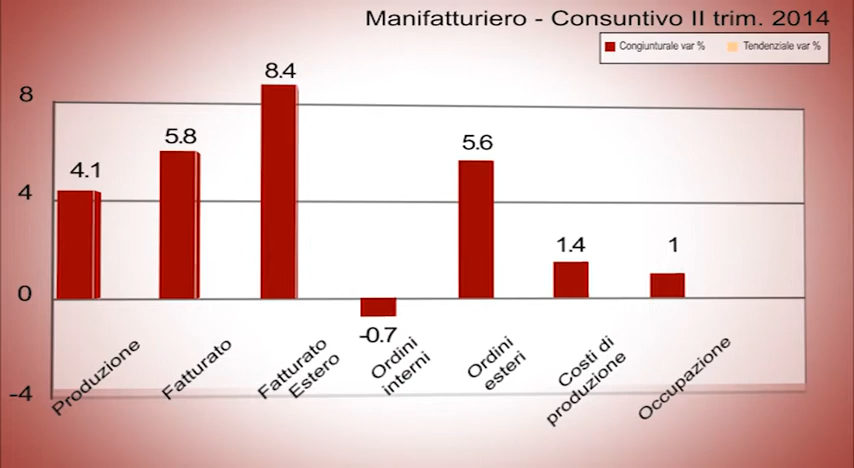 Manifatturiero - Consuntivo II trim. 2014
Congiunturale var %
Tendenziale var %
8
4
0
-4
4.1
5.8
8.4
-0.7
5.6
1.4
1
Produzione
Fatturato
Fatturato
Estero
Ordini
interni
Ordini
esteri
Costi di
produzione
Occupazione